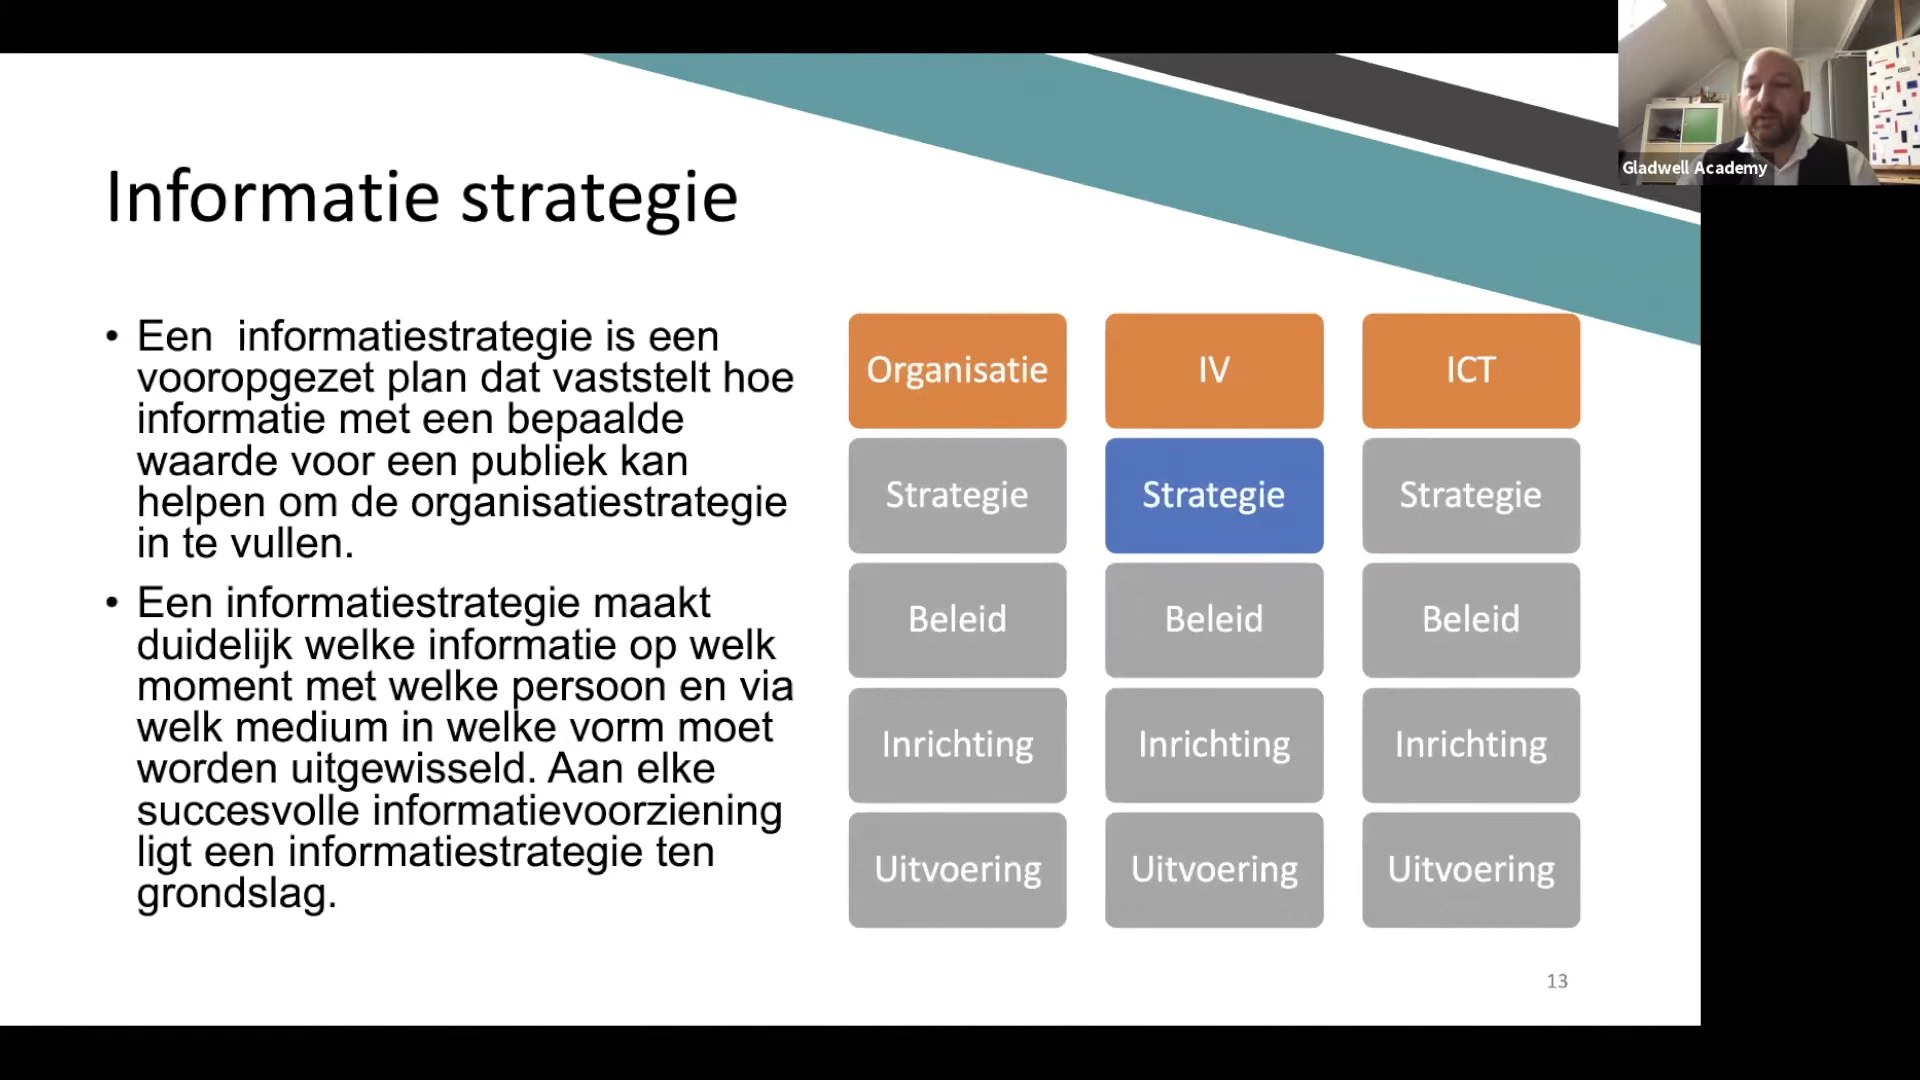 Gladwell Academy
Informatie strategie
• Een  informatiestrategie is een
vooropgezet plan dat vaststelt hoe
informatie met een bepaalde
waarde voor een publiek kan
helpen om de organisatiestrategie
in te vullen.
• Een informatiestrategie maakt
duidelijk welke informatie op welk
moment met welke persoon en via
welk medium in welke vorm moet
worden uitgewisseld. Aan elke
succesvolle informatievoorziening
ligt een informatiestrategie ten
grondslag.
Organisatie IV ICT
Strategie Strategie Strategie
Beleid Beleid Beleid
Inrichting Inrichting Inrichting
Uitvoering Uitvoering Uitvoering
13